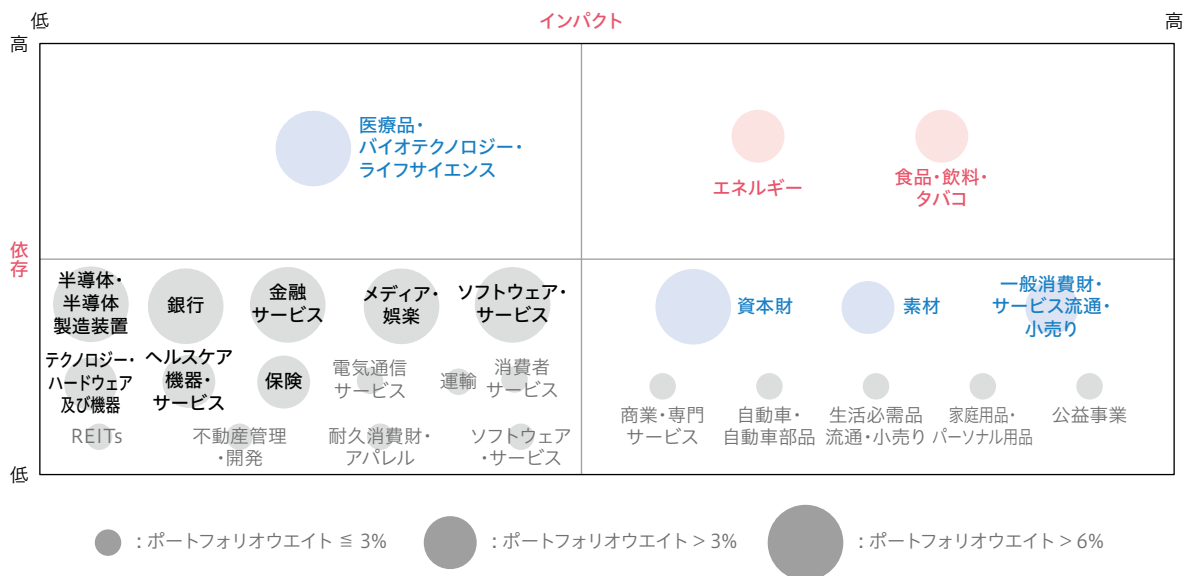 低
インパクト
高
高
医療品・
バイオテクノロジー・
ライフサイエンス
エネルギー
食品・飲料・
タバコ
依存
半導体・
半導体
製造装置
銀行
金融
サービス
メディア・
娯楽
ソフトウェア・
サービス
資本財
素材
一般消費財・
サービス流通・
小売り
テクノロジー・
ハードウェア
及び機器
ヘルスケア
機器・
サービス
保険
電気通信
サービス
運輸
消費者
サービス
商業・専門
サービス
自動車・
自動車部品
生活必需品
流通・小売り
家庭用品・
パーソナル用品
公益事業
REITs
不動産管理
・開発
耐久消費財・
アパレル
ソフトウェア
・サービス
低
：ポートフォリオウエイト ≦ 3%
：ポートフォリオウエイト > 3%
：ポートフォリオウエイト > 6%